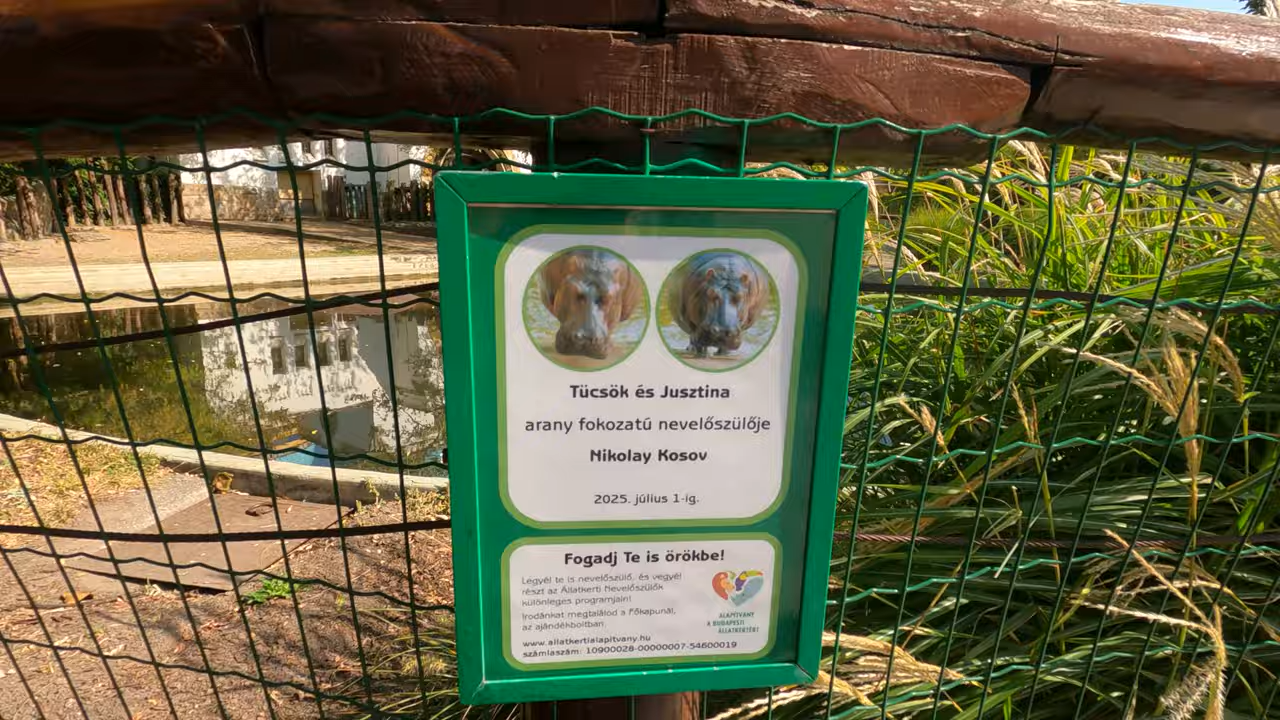 Tücsök és Jusztina
arany fokozatú nevelőszülője
Nikolay Kosov
2025. július 1-ig.
Fogadj Te is örökbe!
Legyél te is nevelőszülő, és vegyél
részt az Állatkerti Nevelőszülők
különleges programjain!
Irodánkat megtalálod a Főkapunál,
az ajándékboltban.
www.allatkertialapitvany.hu
számlaszám: 10900028-00000007-54600019
ALAPÍTVÁNY
A BUDAPESTI
ÁLLATKERTÉRT